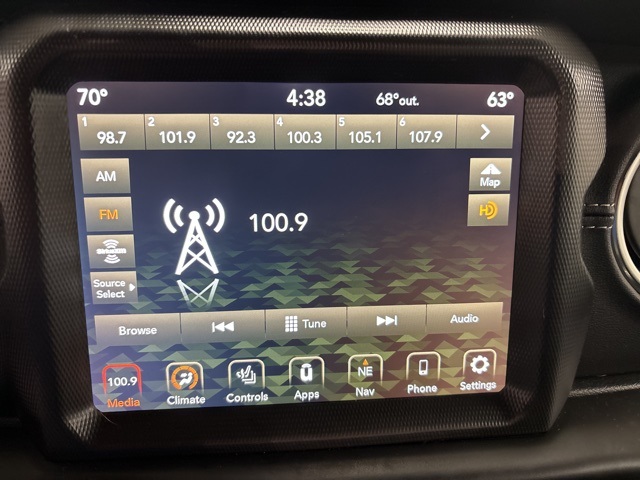 70° 4:38 68°out. 63°
1 2 3 4 5 6
98.7 101.9 92.3 100.3 105.1 107.9
AM
Map
FM
HD
100.9
SiriusXM
Source
Select
Browse Tune Audio
100.9 NE
Media Climate Controls Apps Nav Phone Settings